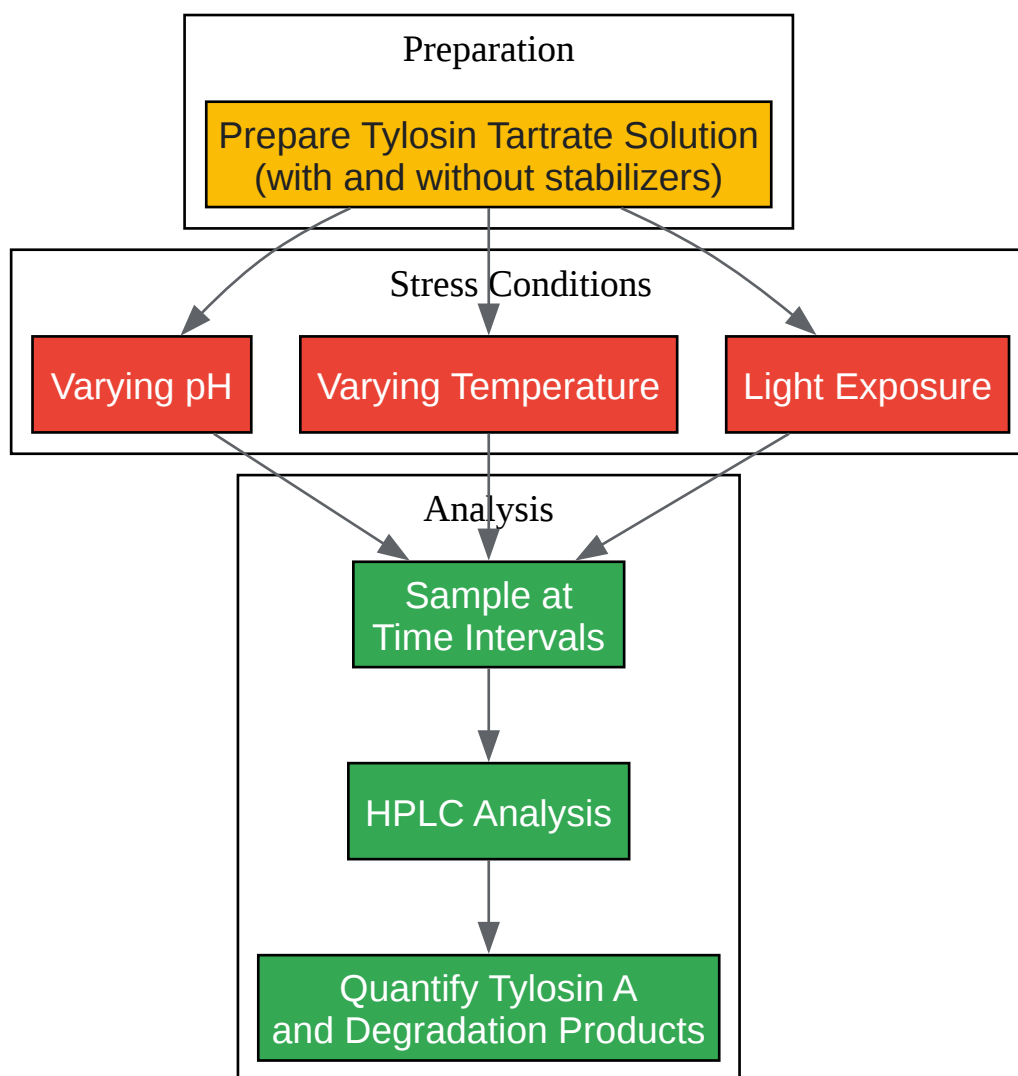 Preparation
Prepare Tylosin Tartrate Solution
(with and without stabilizers)
Stress Conditions
Varying pH
Varying Temperature
Light Exposure
Analysis
Sample at
Time Intervals
HPLC Analysis
Quantify Tylosin A
and Degradation Products